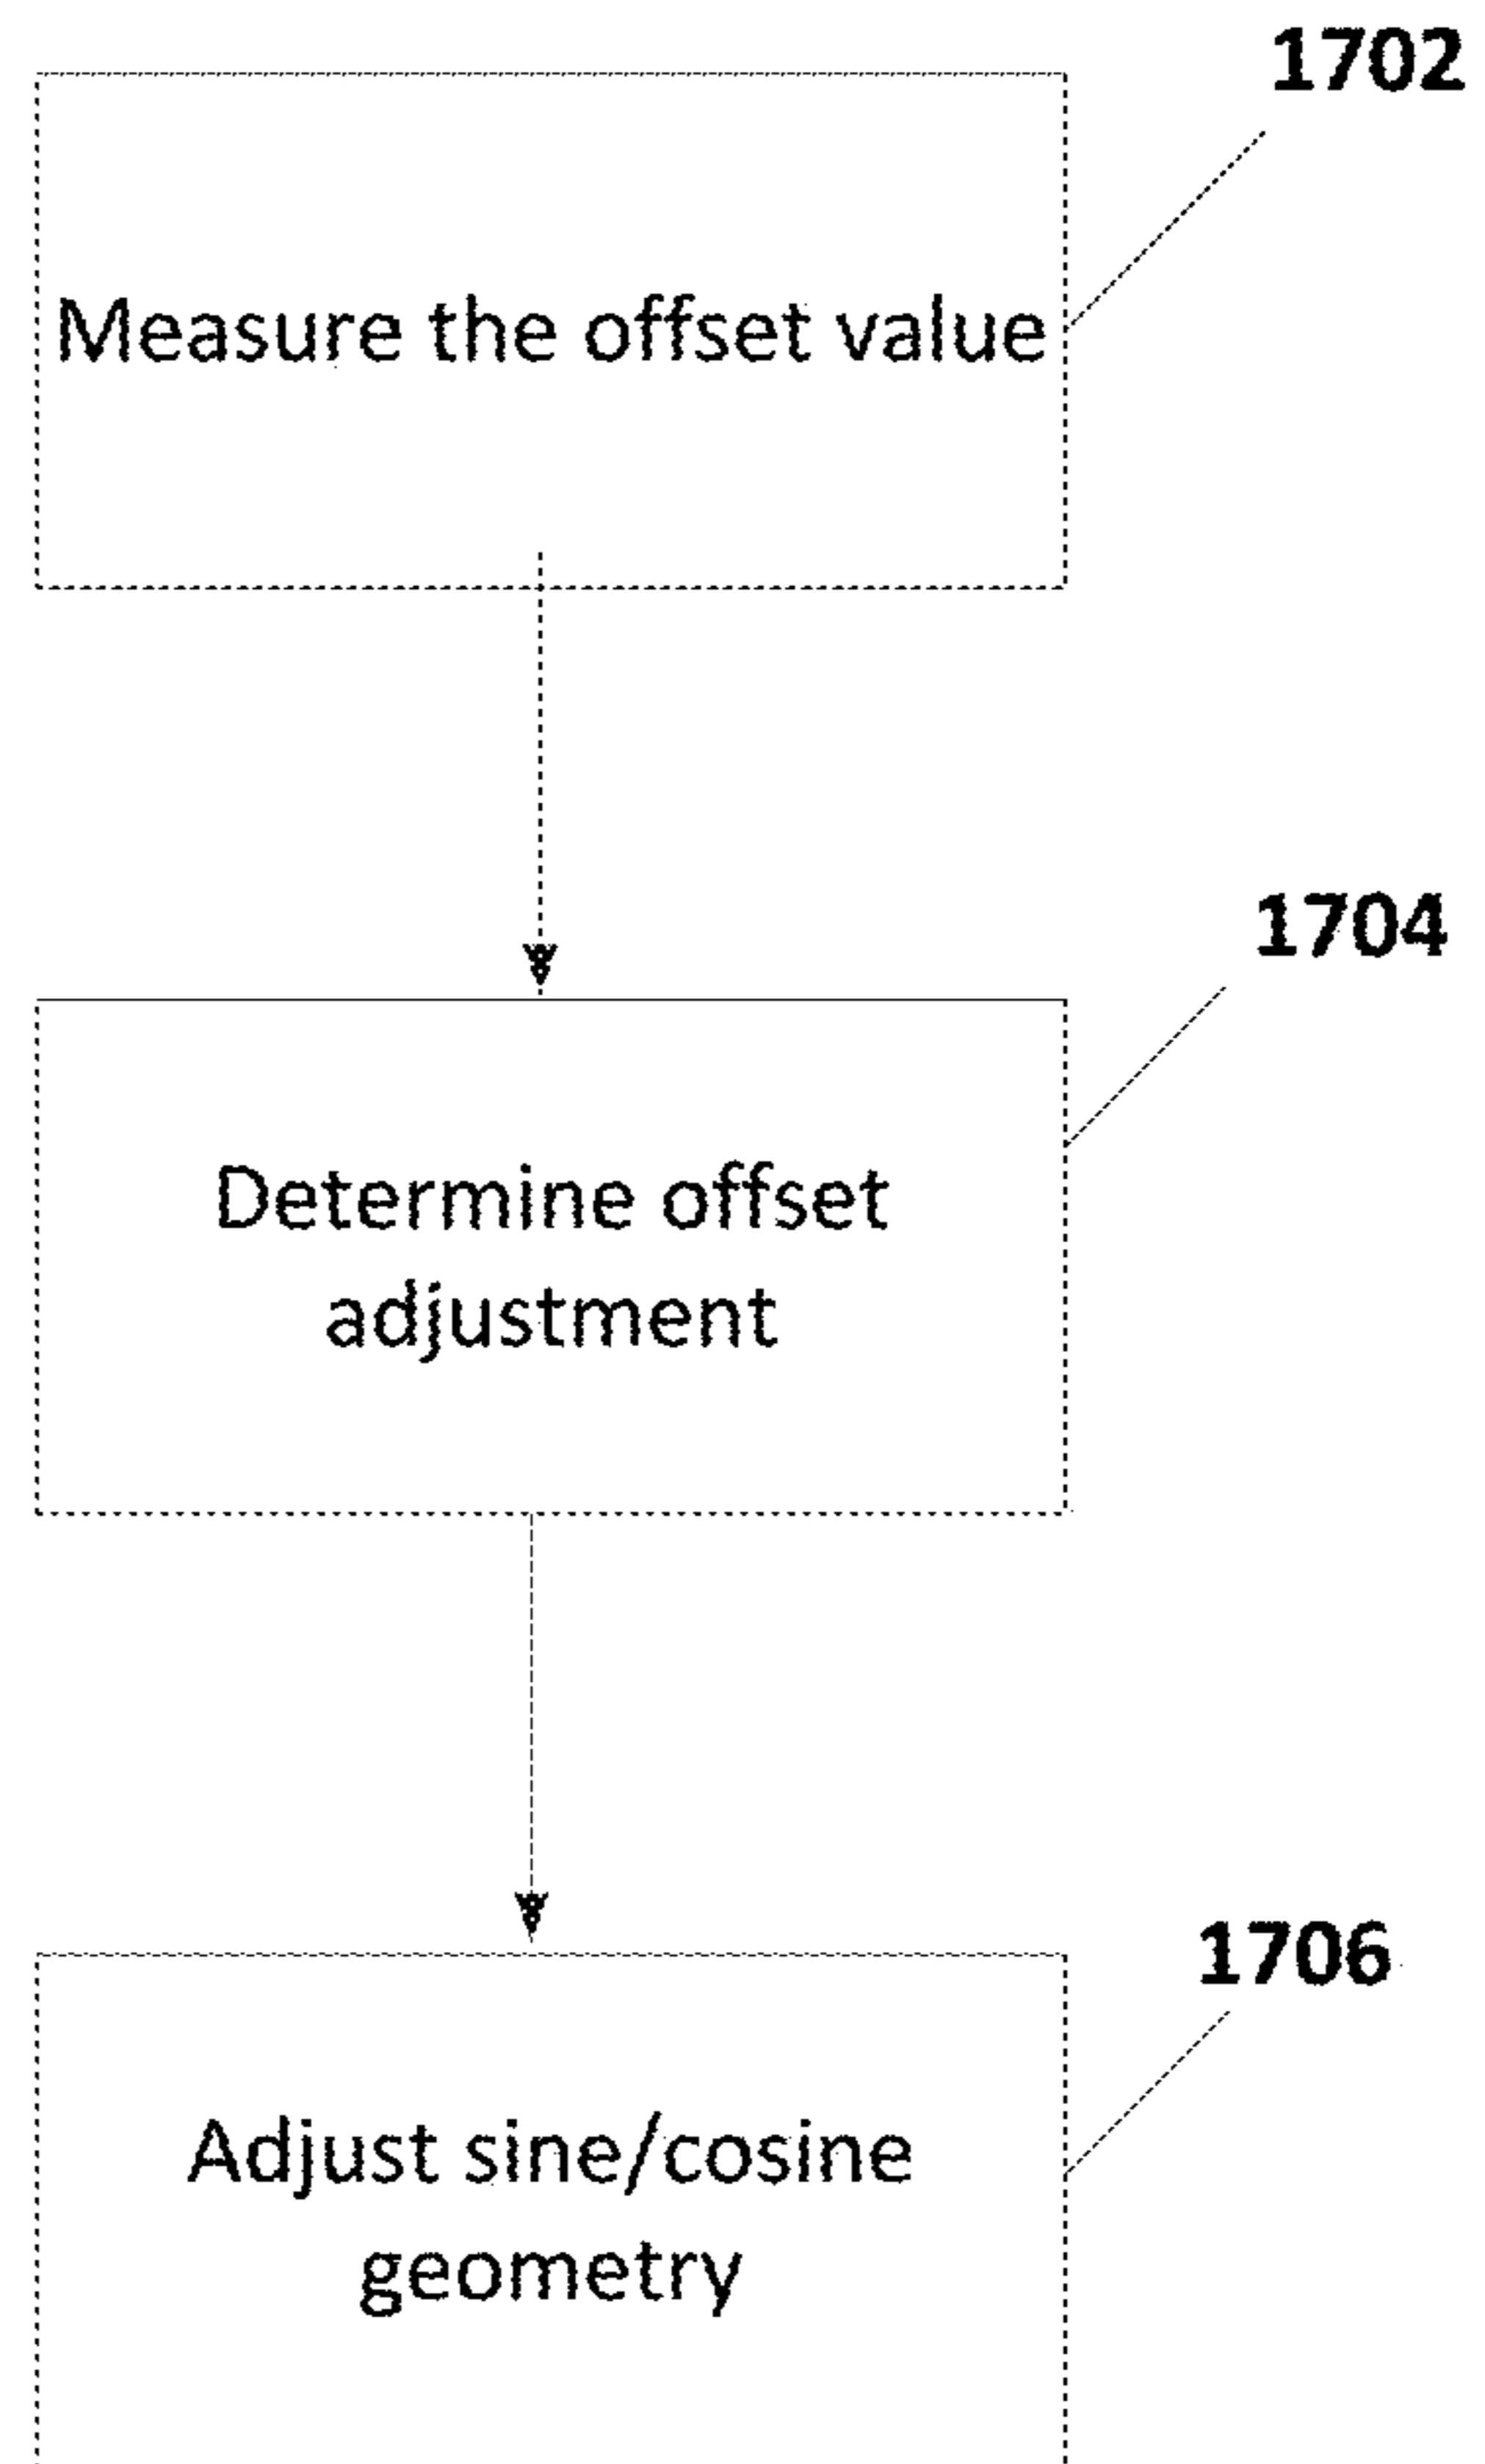 1702
Measure the offset value
1704
Determine offset
adjustment
1706
Adjust sine/cosine
geometry